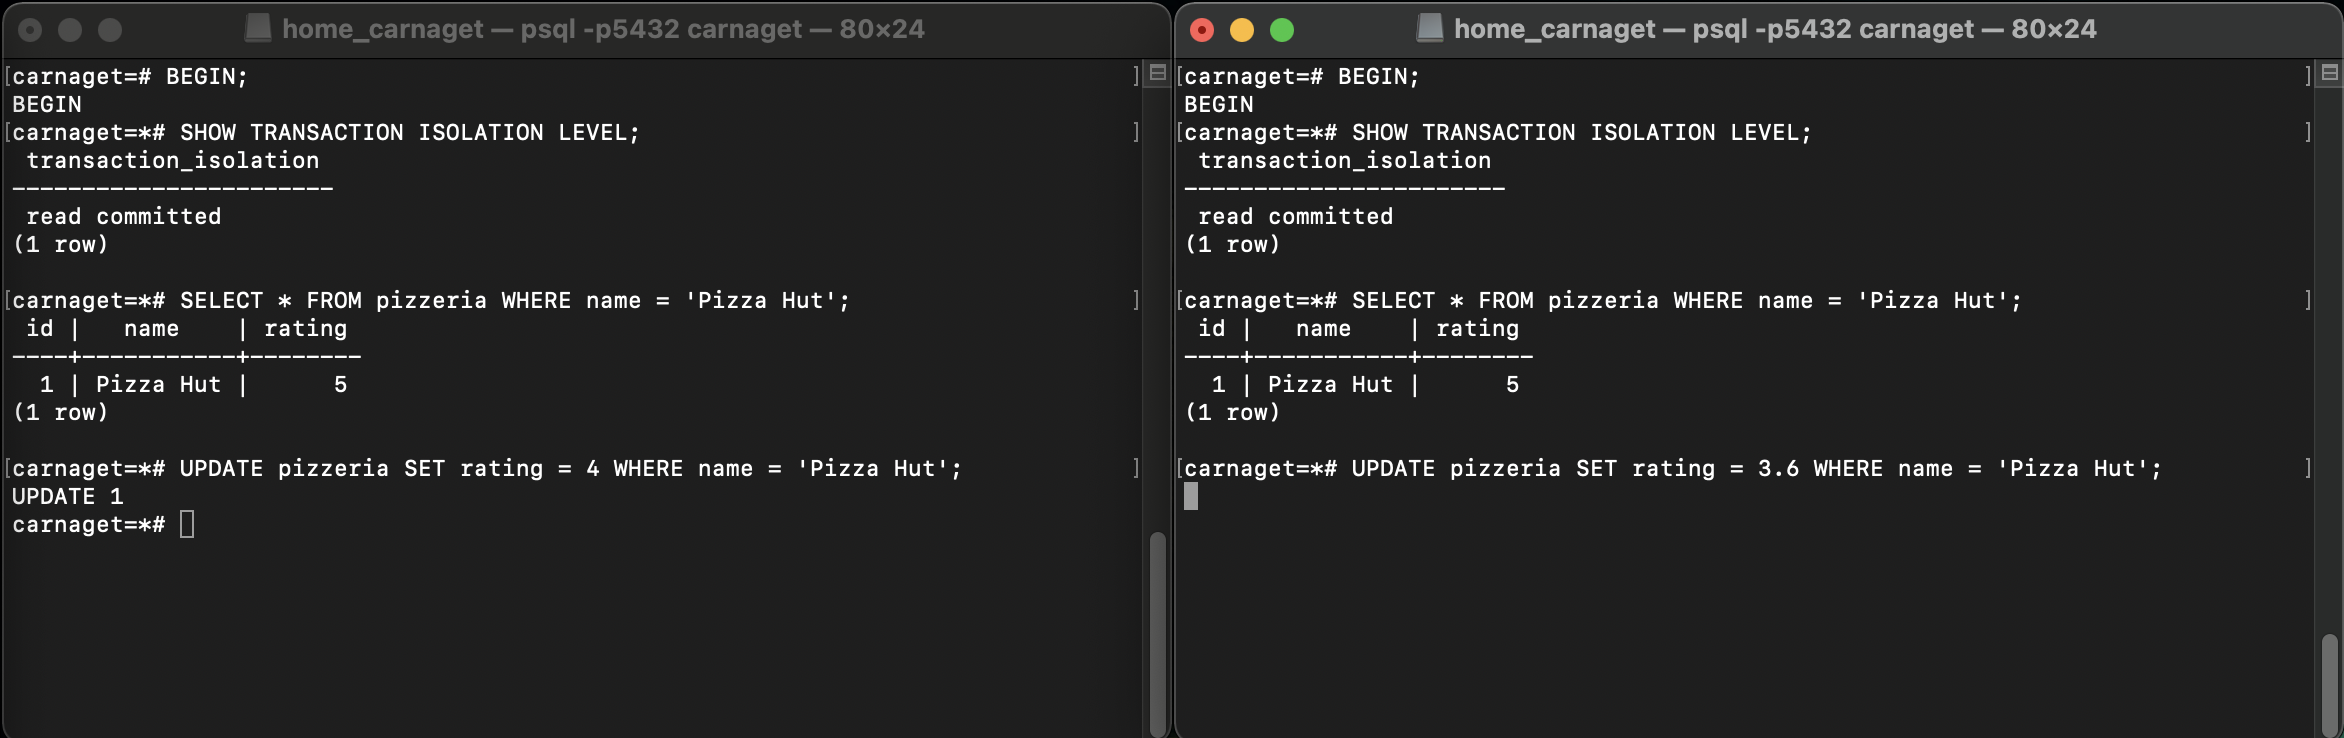 home_carnaget — psql -p5432 carnaget — 80×24
[carnaget=# BEGIN; ]
BEGIN
[carnaget=*# SHOW TRANSACTION ISOLATION LEVEL; ]
 transaction_isolation
-----------------------
 read committed
(1 row)
[carnaget=*# SELECT * FROM pizzeria WHERE name = 'Pizza Hut'; ]
 id |   name    | rating
----+-----------+--------
  1 | Pizza Hut |      5
(1 row)
[carnaget=*# UPDATE pizzeria SET rating = 4 WHERE name = 'Pizza Hut'; ]
UPDATE 1
carnaget=*#
home_carnaget — psql -p5432 carnaget — 80×24
[carnaget=# BEGIN; ]
BEGIN
[carnaget=*# SHOW TRANSACTION ISOLATION LEVEL; ]
 transaction_isolation
-----------------------
 read committed
(1 row)
[carnaget=*# SELECT * FROM pizzeria WHERE name = 'Pizza Hut'; ]
 id |   name    | rating
----+-----------+--------
  1 | Pizza Hut |      5
(1 row)
[carnaget=*# UPDATE pizzeria SET rating = 3.6 WHERE name = 'Pizza Hut'; ]